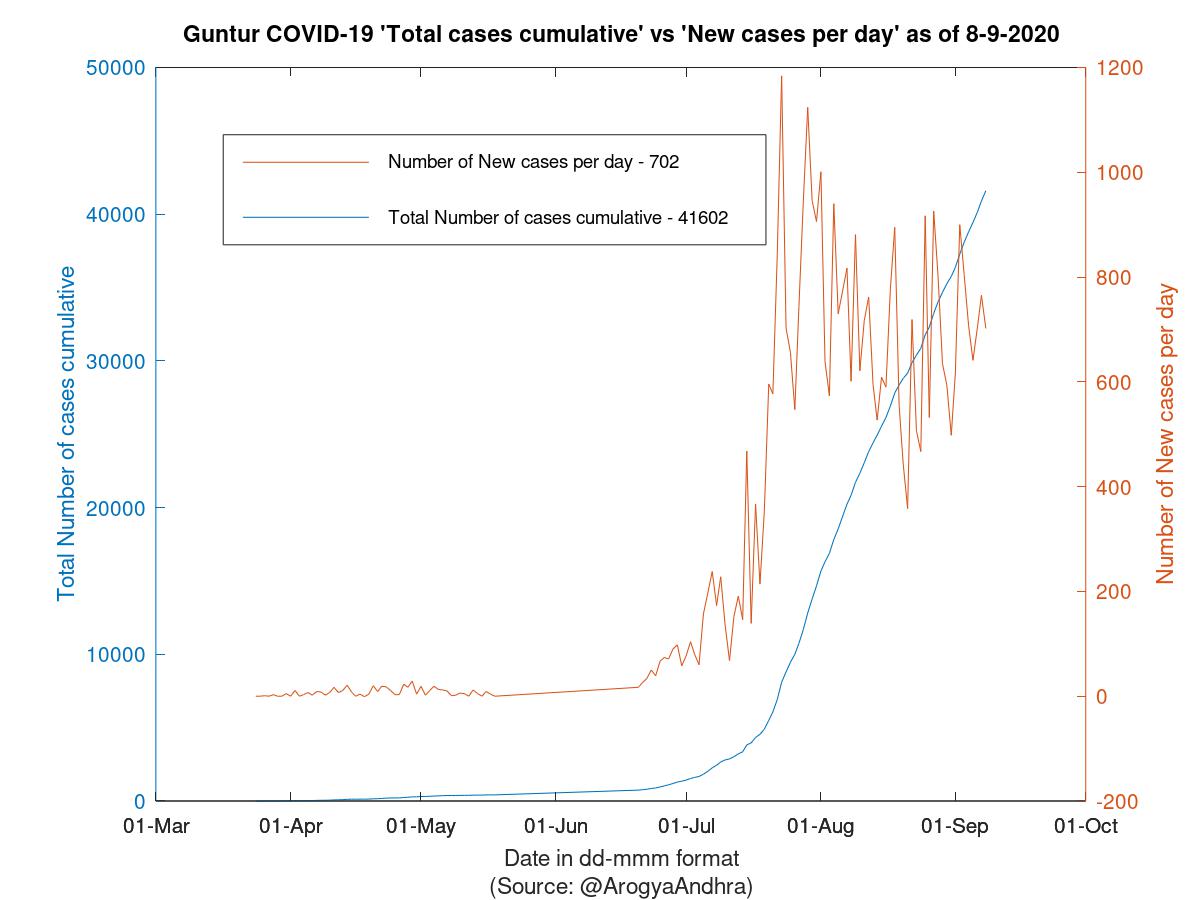 Guntur COVID-19 'Total cases cumulative' vs 'New cases per day' as of 8-9-2020
50000
40000
30000
20000
10000
0
Total Number of cases cumulative
Number of New cases per day - 702
Total Number of cases cumulative - 41602
1200
1000
800
600
400
200
0
-200
Number of New cases per day
01-Mar 01-Apr 01-May 01-Jun 01-Jul 01-Aug 01-Sep 01-Oct
Date in dd-mmm format
(Source: @ArogyaAndhra)